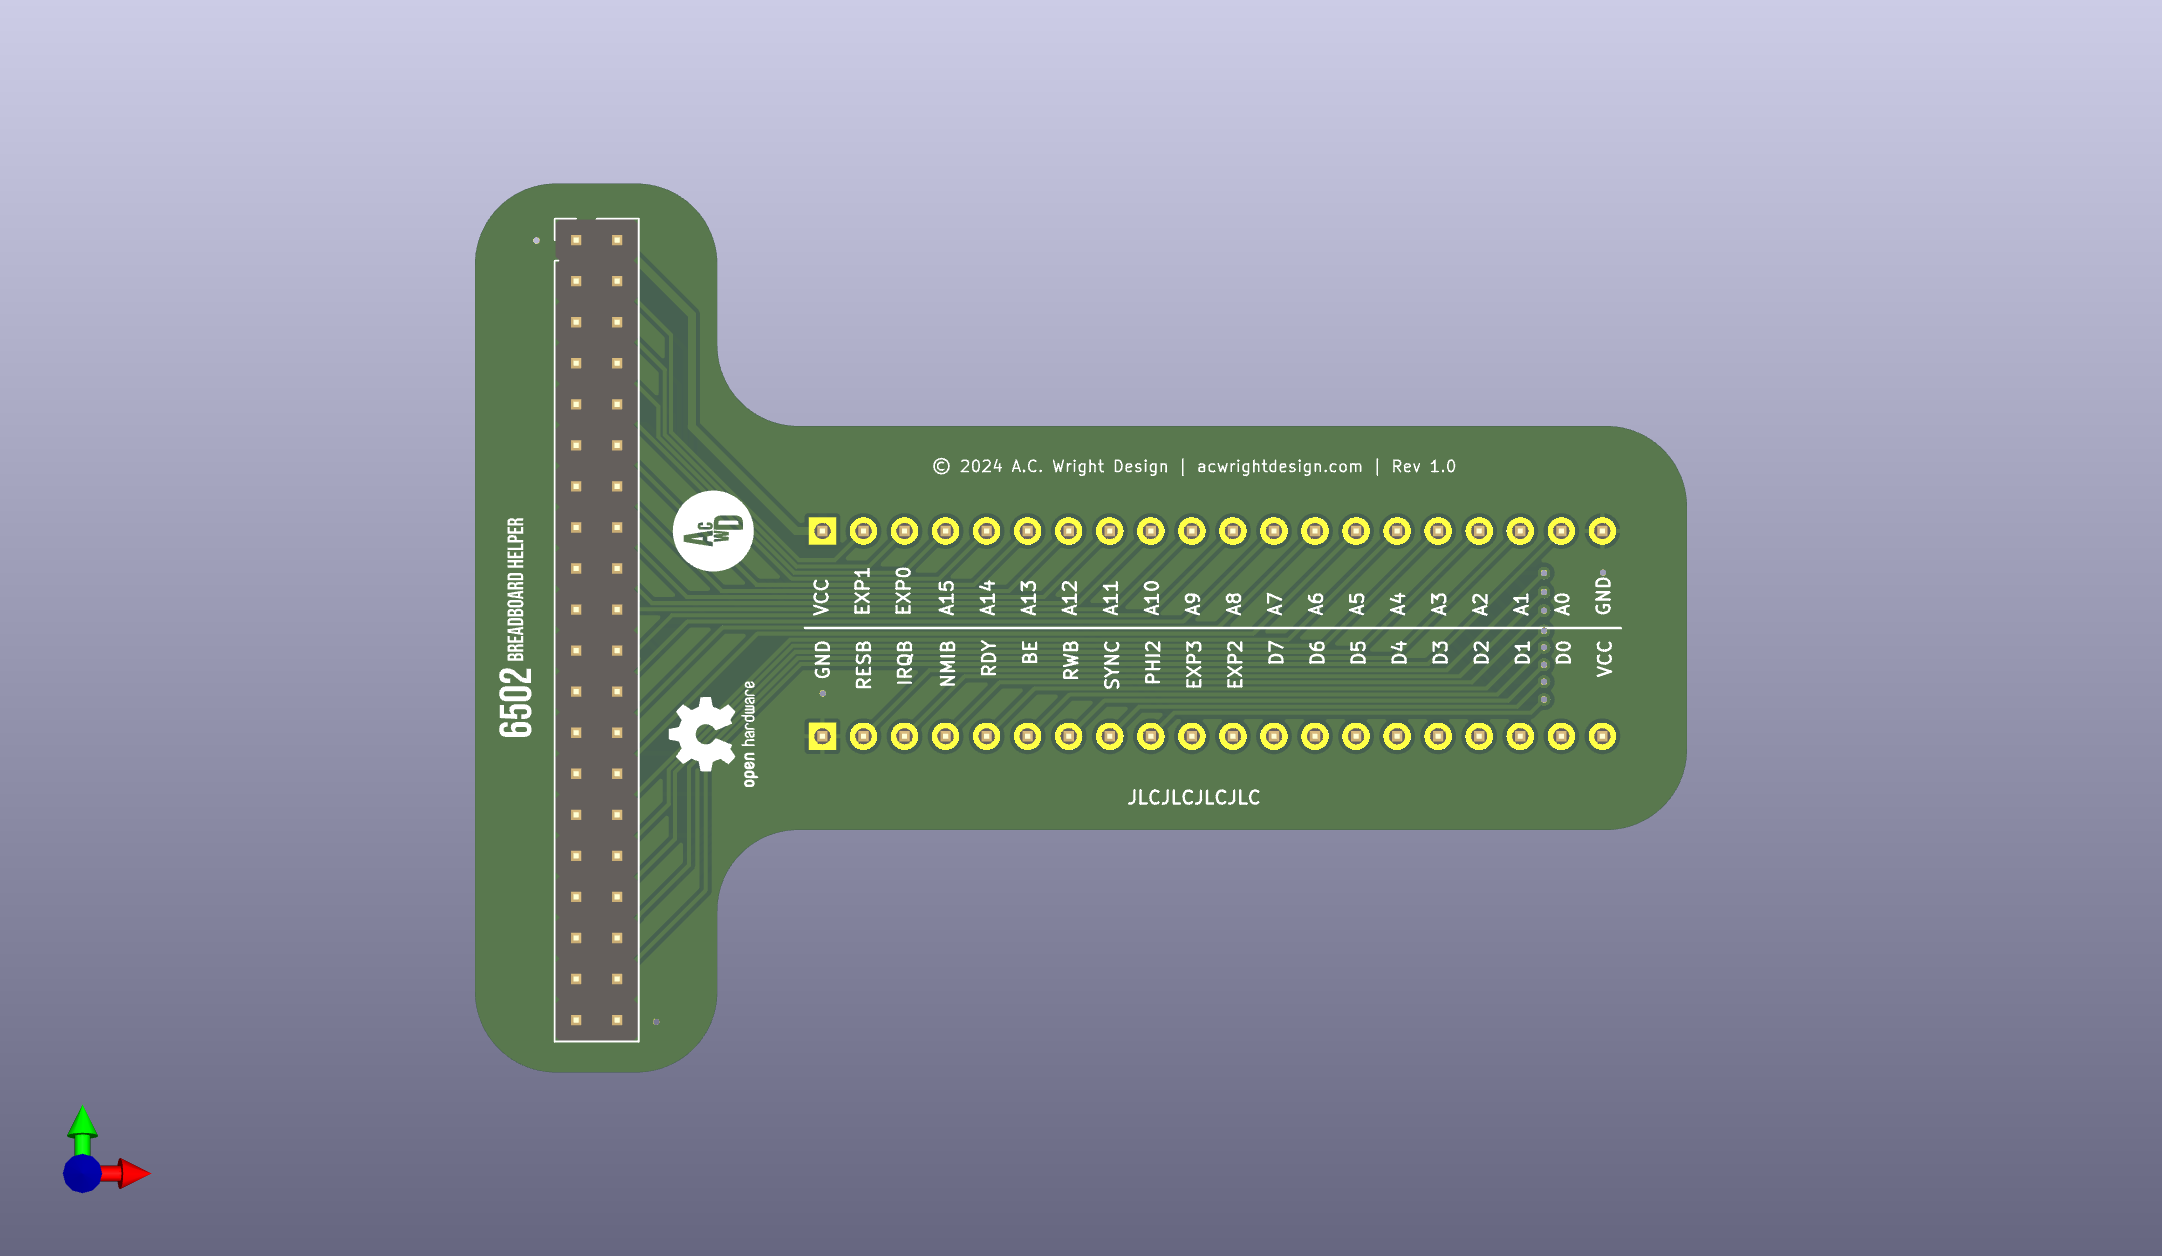 © 2024 A.C. Wright Design | acwrightdesign.com | Rev 1.0
6502 BREADBOARD HELPER
AC
WD
VCC EXP1 EXP0 A15 A14 A13 A12 A11 A10 A9 A8 A7 A6 A5 A4 A3 A2 A1 A0 GND
GND RESB IRQB NMIB RDY BE RWB SYNC PHI2 EXP3 EXP2 D7 D6 D5 D4 D3 D2 D1 D0 VCC
open hardware
JLCJLCJLCJLC